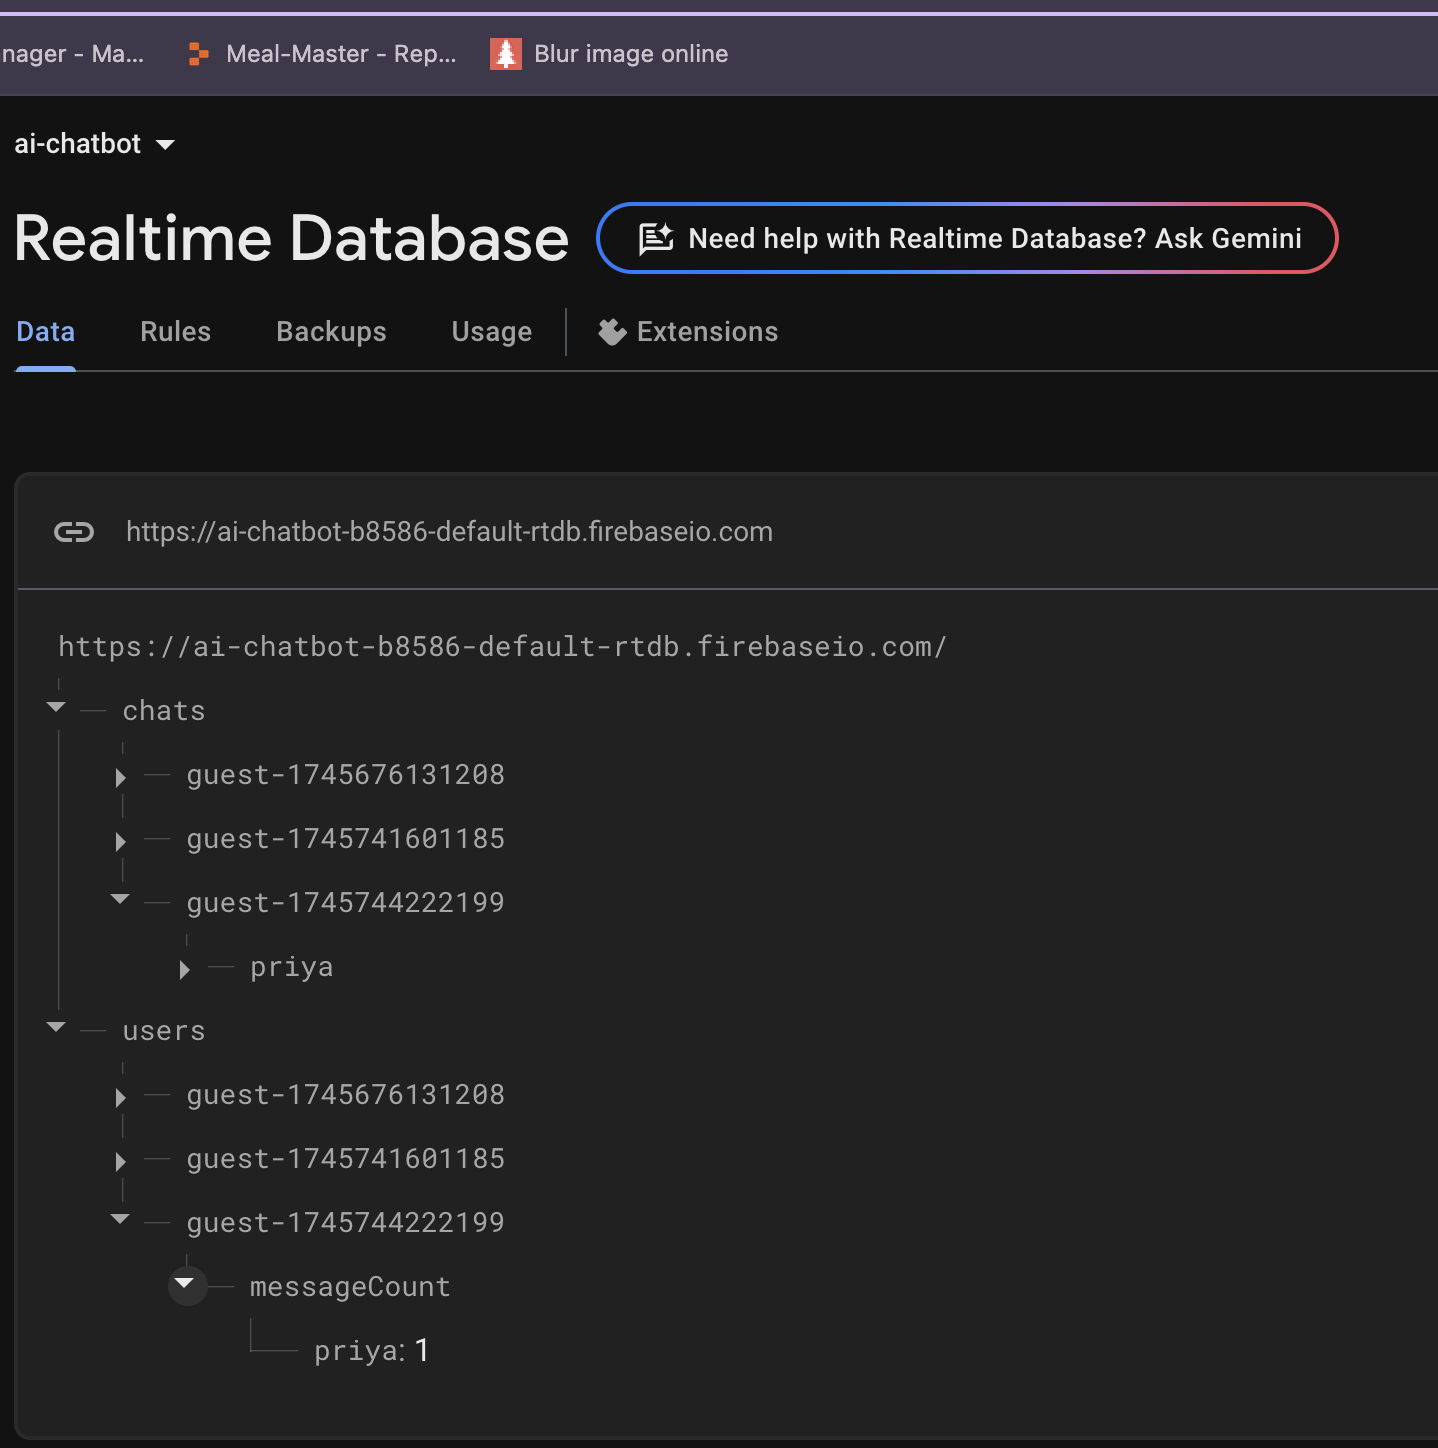 nager - Ma...
Meal-Master - Rep...
Blur image online
ai-chatbot
Realtime Database
Need help with Realtime Database? Ask Gemini
Data
Rules
Backups
Usage
Extensions
https://ai-chatbot-b8586-default-rtdb.firebaseio.com
https://ai-chatbot-b8586-default-rtdb.firebaseio.com/
chats
guest-1745676131208
guest-1745741601185
guest-1745744222199
priya
users
guest-1745676131208
guest-1745741601185
guest-1745744222199
messageCount
priya: 1